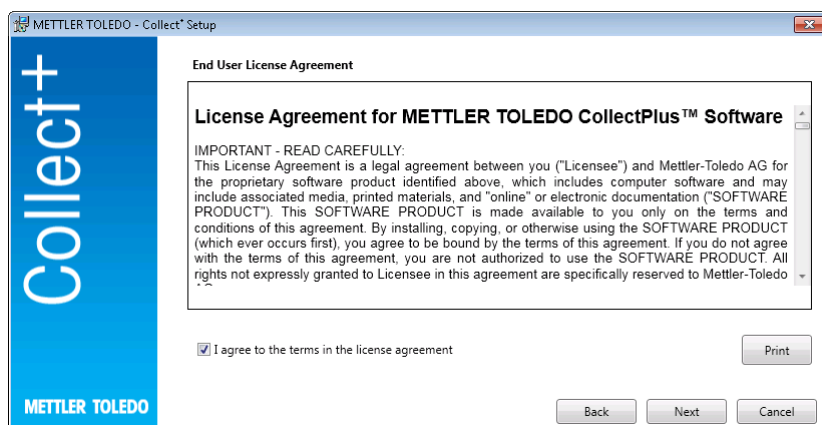 METTLER TOLEDO - Collect+ Setup
Collect+
End User License Agreement
License Agreement for METTLER TOLEDO CollectPlus™ Software
IMPORTANT - READ CAREFULLY:
This License Agreement is a legal agreement between you ("Licensee") and Mettler-Toledo AG for
the proprietary software product identified above, which includes computer software and may
include associated media, printed materials, and "online" or electronic documentation ("SOFTWARE
PRODUCT"). This SOFTWARE PRODUCT is made available to you only on the terms and
conditions of this agreement. By installing, copying, or otherwise using the SOFTWARE PRODUCT
(which ever occurs first), you agree to be bound by the terms of this agreement. If you do not agree
with the terms of this agreement, you are not authorized to use the SOFTWARE PRODUCT. All
rights not expressly granted to Licensee in this agreement are specifically reserved to Mettler-Toledo
I agree to the terms in the license agreement
Print
METTLER TOLEDO
Back
Next
Cancel